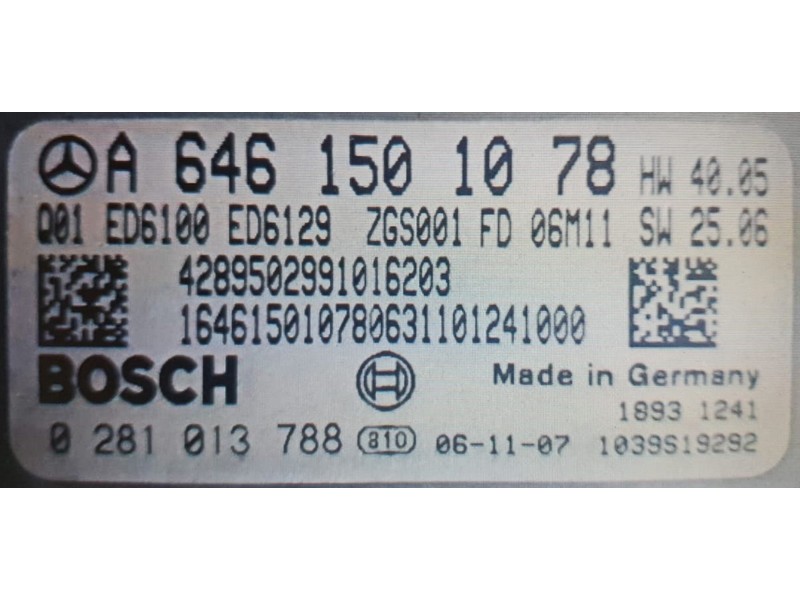 A 646 150 10 78 HW 40.05
Q01 ED6100 ED6129 ZGS001 FD 06M11 SW 25.06
4289502991016203
164615010780631101241000
BOSCH Made in Germany
1893 1241
0 281 013 788 810 06-11-07 1039S19292